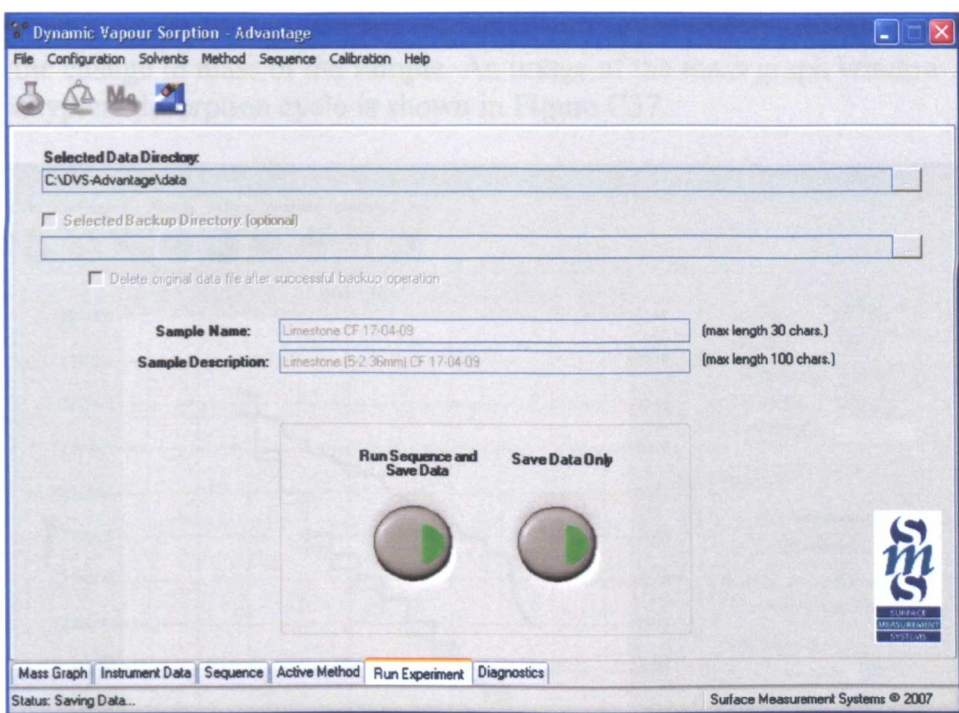 Dynamic Vapour Sorption - Advantage
File Configuration Solvents Method Sequence Calibration Help
Selected Data Directory:
C:\DVS-Advantage\data
...
Selected Backup Directory: (optional)
...
Delete original data file after successful backup operation
Sample Name: Limestone CF 17-04-09 (max length 30 chars.)
Sample Description: Limestone (5-2.36mm) CF 17-04-09 (max length 100 chars.)
Run Sequence and Save Data
Save Data Only
SMS
SURFACE
MEASUREMENT
SYSTEMS
Mass Graph Instrument Data Sequence Active Method Run Experiment Diagnostics
Status: Saving Data... Surface Measurement Systems © 2007